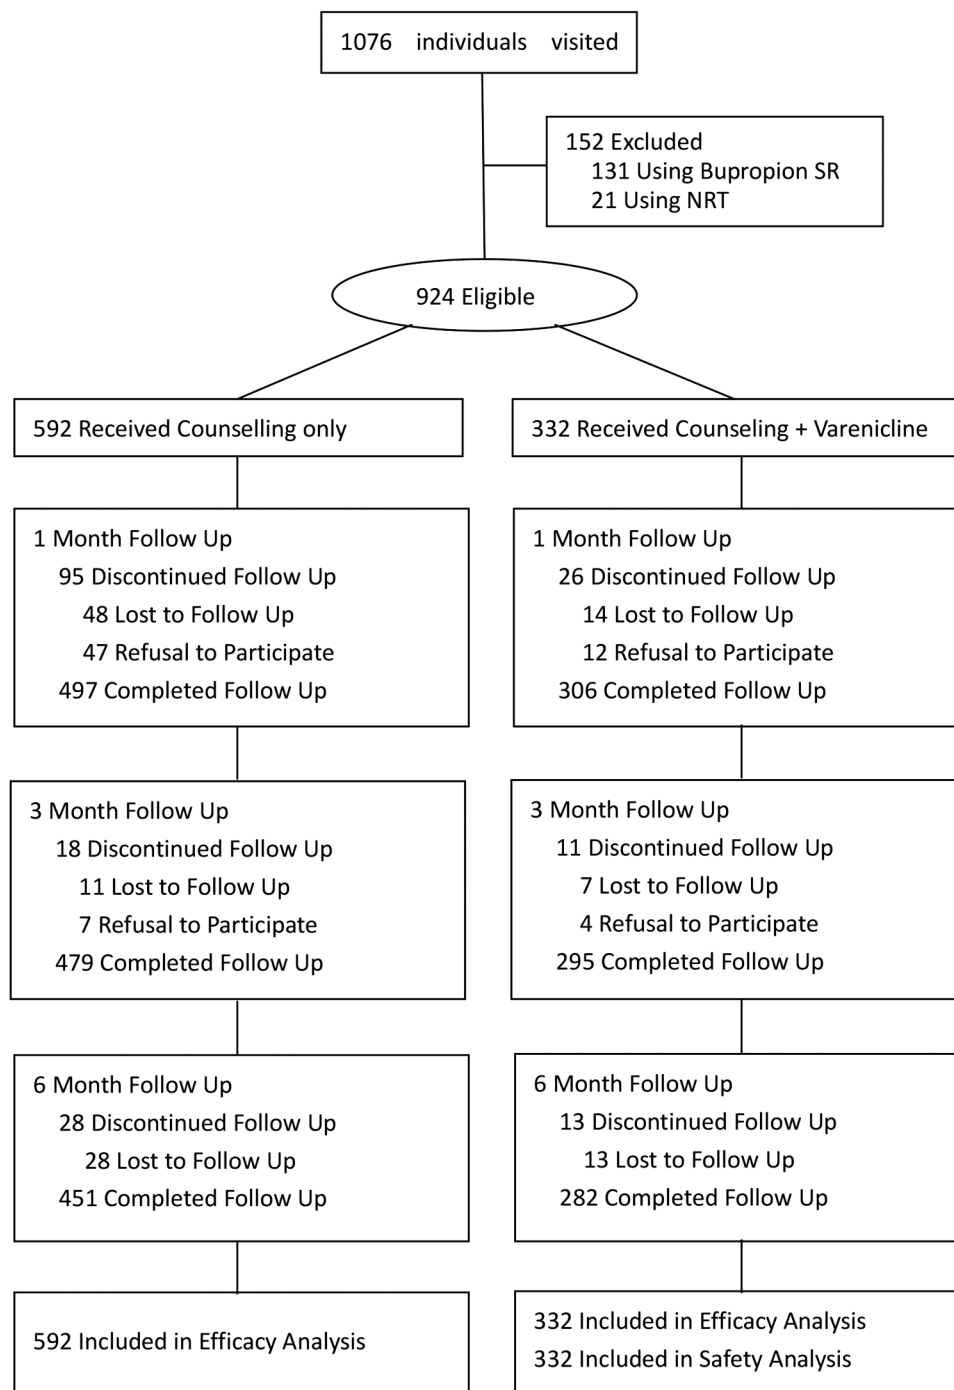 1076 individuals visited
152 Excluded
131 Using Bupropion SR
21 Using NRT
924 Eligible
592 Received Counselling only
332 Received Counseling + Varenicline
1 Month Follow Up
95 Discontinued Follow Up
48 Lost to Follow Up
47 Refusal to Participate
497 Completed Follow Up
1 Month Follow Up
26 Discontinued Follow Up
14 Lost to Follow Up
12 Refusal to Participate
306 Completed Follow Up
3 Month Follow Up
18 Discontinued Follow Up
11 Lost to Follow Up
7 Refusal to Participate
479 Completed Follow Up
3 Month Follow Up
11 Discontinued Follow Up
7 Lost to Follow Up
4 Refusal to Participate
295 Completed Follow Up
6 Month Follow Up
28 Discontinued Follow Up
28 Lost to Follow Up
451 Completed Follow Up
6 Month Follow Up
13 Discontinued Follow Up
13 Lost to Follow Up
282 Completed Follow Up
592 Included in Efficacy Analysis
332 Included in Efficacy Analysis
332 Included in Safety Analysis